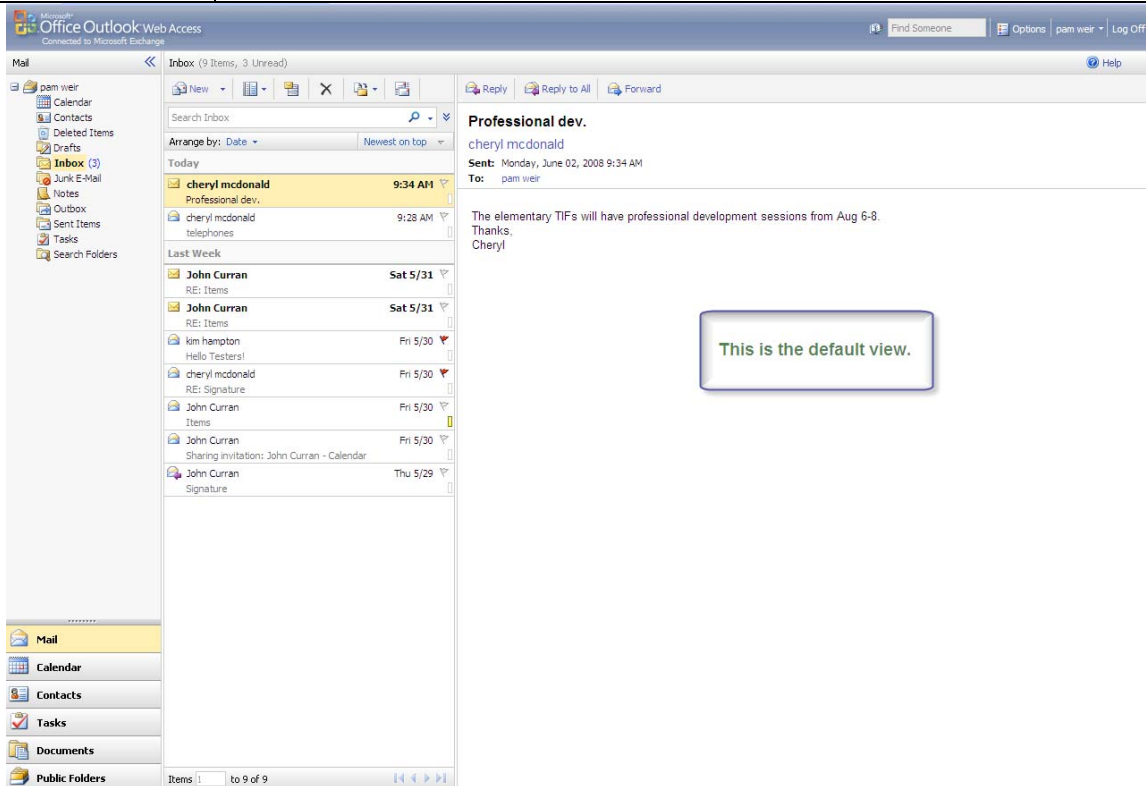 Microsoft
Office Outlook Web Access
Connected to Microsoft Exchange
Find Someone
Options
pam weir
Log Off
Mail
Inbox (9 Items, 3 Unread)
Help
pam weir
Calendar
Contacts
Deleted Items
Drafts
Inbox (3)
Junk E-Mail
Notes
Outbox
Sent Items
Tasks
Search Folders
Mail
Calendar
Contacts
Tasks
Documents
Public Folders
New
Search Inbox
Arrange by: Date
Newest on top
Today
cheryl mcdonald 9:34 AM
Professional dev.
cheryl mcdonald 9:28 AM
telephones
Last Week
John Curran Sat 5/31
RE: Items
John Curran Sat 5/31
RE: Items
kim hampton Fri 5/30
Hello Testers!
cheryl mcdonald Fri 5/30
RE: Signature
John Curran Fri 5/30
Items
John Curran Fri 5/30
Sharing invitation: John Curran - Calendar
John Curran Thu 5/29
Signature
Items 1 to 9 of 9
Reply
Reply to All
Forward
Professional dev.
cheryl mcdonald
Sent: Monday, June 02, 2008 9:34 AM
To: pam weir
The elementary TIFs will have professional development sessions from Aug 6-8.
Thanks,
Cheryl
This is the default view.